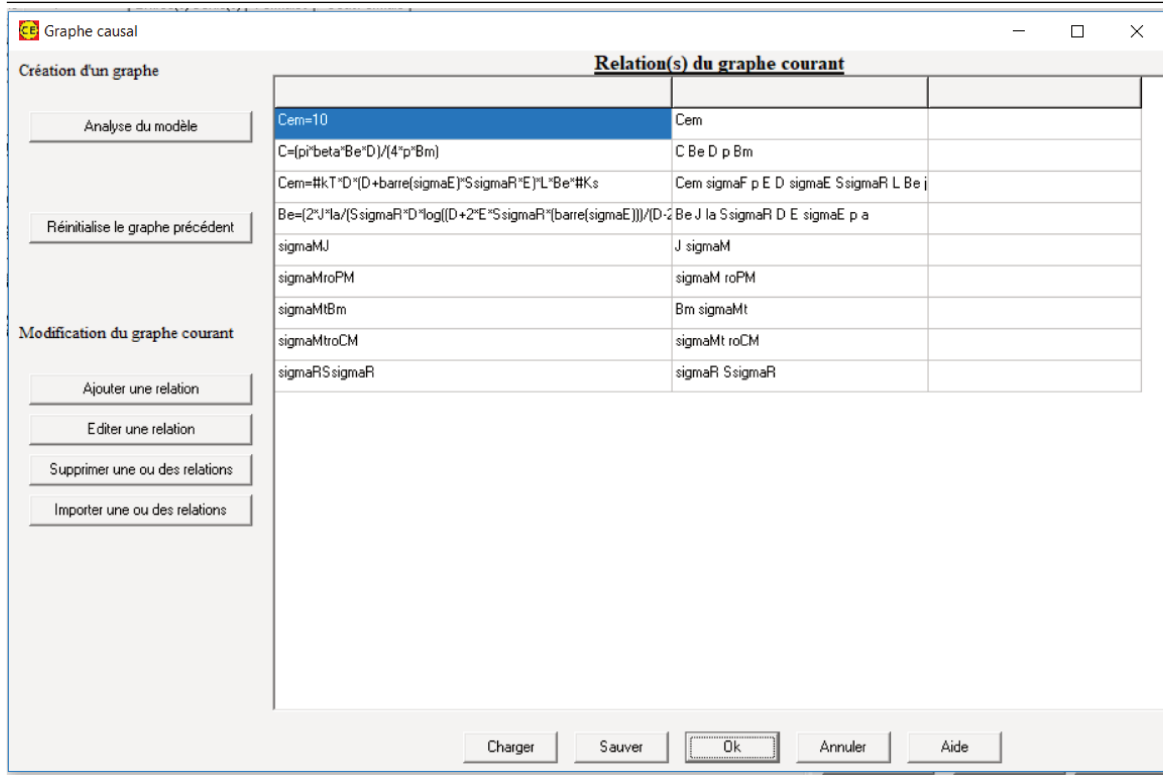 CE Graphe causal
Création d'un graphe
Relation(s) du graphe courant
Analyse du modèle
Réinitialise le graphe précédent
Modification du graphe courant
Ajouter une relation
Editer une relation
Supprimer une ou des relations
Importer une ou des relations
Cem=10 Cem
C=(pi*beta*Be*D)/(4*p*Bm) C Be D p Bm
Cem=#kT*D*(D+barre(sigmaE)*SsigmaR*E)*L*Be*#Ks Cem sigmaF p E D sigmaE SsigmaR L Be j
Be=(2*J*la/(SsigmaR*D*log((D+2*E*SsigmaR*(barre(sigmaE)))/(D-2 Be J la SsigmaR D E sigmaE p a
sigmaMJ J sigmaM
sigmaMroPM sigmaM roPM
sigmaMtBm Bm sigmaMt
sigmaMtroCM sigmaMt roCM
sigmaRSsigmaR sigmaR SsigmaR
Charger Sauver Ok Annuler Aide